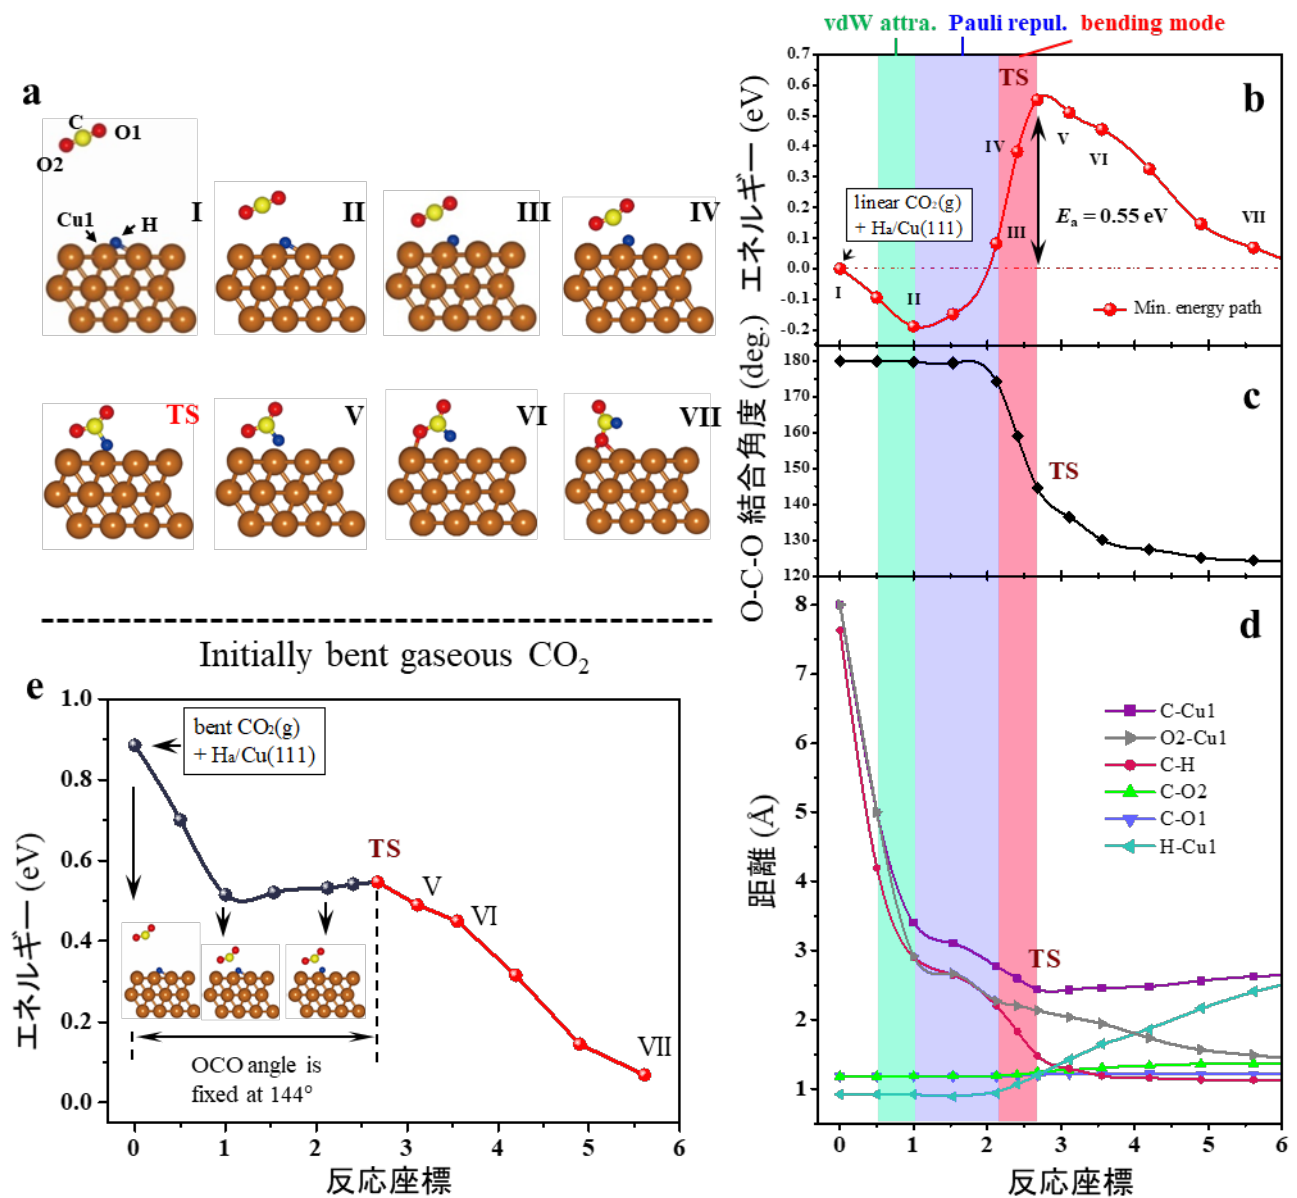 a
C
O1
O2
Cu1
H
I
II
III
IV
TS
V
VI
VII
vdW attra. Pauli repul. bending mode
b
エネルギー (eV)
0.7
0.6
0.5
0.4
0.3
0.2
0.1
0.0
-0.1
-0.2
TS
linear CO₂(g)
+ Hₐ/Cu(111)
I
II
III
IV
V
VI
VII
Eₐ = 0.55 eV
Min. energy path
c
O-C-O 結合角度 (deg.)
180
170
160
150
140
130
120
TS
d
距離 (Å)
8
7
6
5
4
3
2
1
C-Cu1
O2-Cu1
C-H
C-O2
C-O1
H-Cu1
TS
0 1 2 3 4 5 6
反応座標
Initially bent gaseous CO₂
e
エネルギー (eV)
1.0
0.8
0.6
0.4
0.2
0.0
bent CO₂(g)
+ Hₐ/Cu(111)
TS
V
VI
VII
OCO angle is
fixed at 144°
0 1 2 3 4 5 6
反応座標